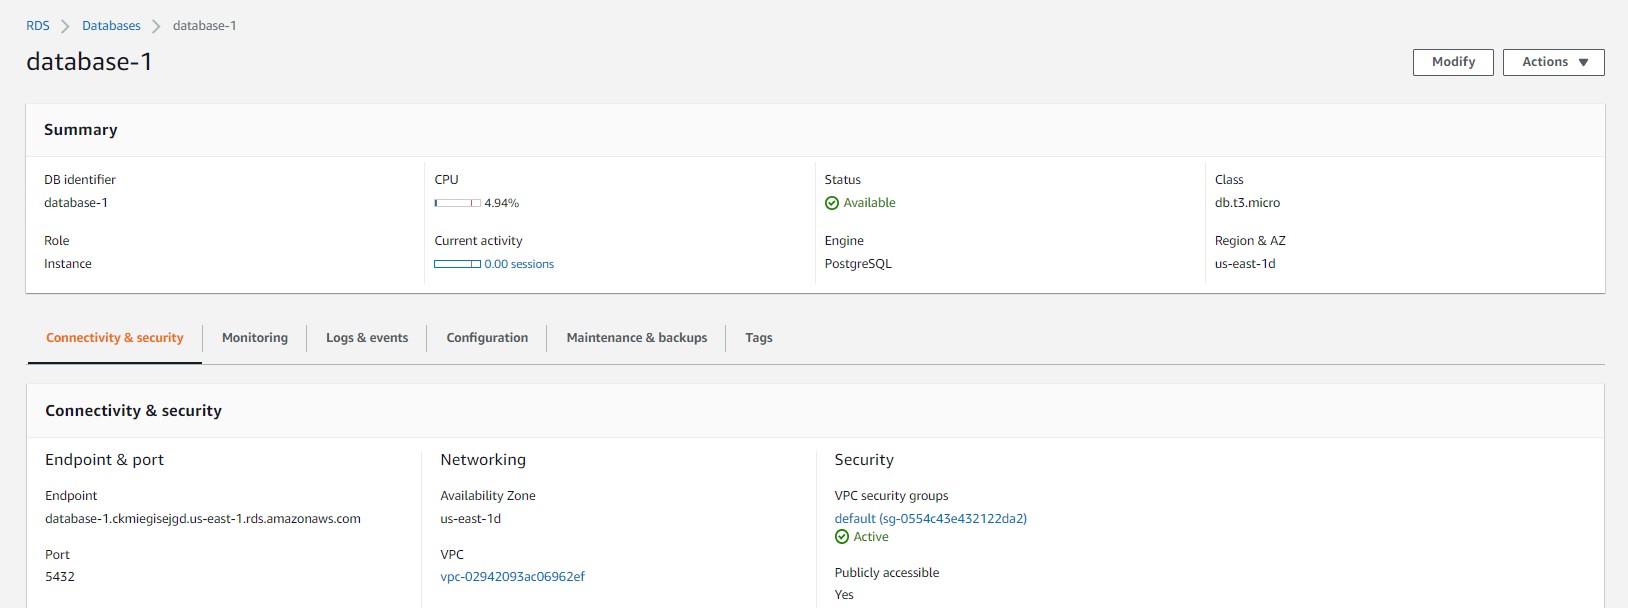 RDS > Databases > database-1
database-1
Modify
Actions ▼
Summary
DB identifier
database-1
CPU
4.94%
Status
Available
Class
db.t3.micro
Role
Instance
Current activity
0.00 sessions
Engine
PostgreSQL
Region & AZ
us-east-1d
Connectivity & security
Monitoring
Logs & events
Configuration
Maintenance & backups
Tags
Connectivity & security
Endpoint & port
Endpoint
database-1.ckmiegisejgd.us-east-1.rds.amazonaws.com
Port
5432
Networking
Availability Zone
us-east-1d
VPC
vpc-02942093ac06962ef
Security
VPC security groups
default (sg-0554c43e432122da2)
Active
Publicly accessible
Yes